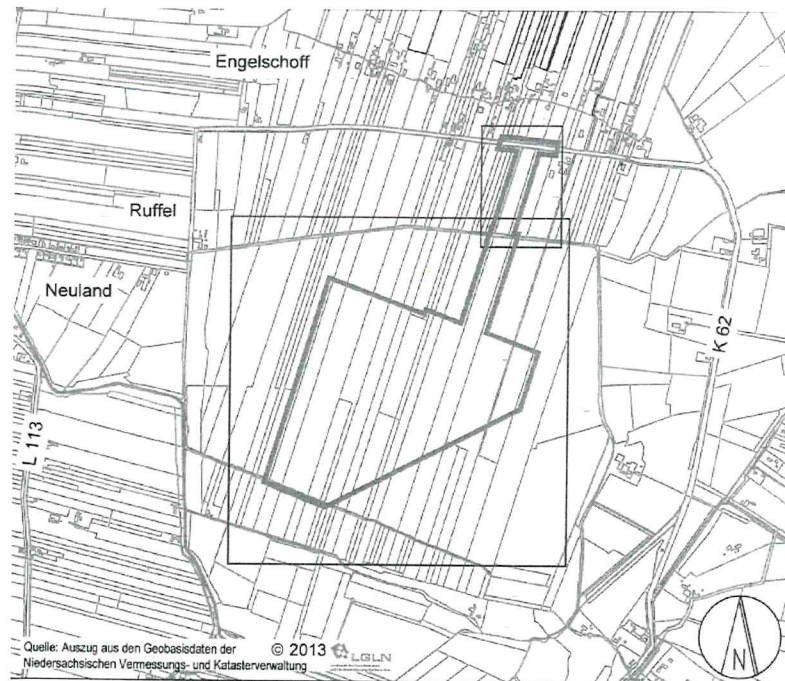 Engelschoff
Ruffel
Neuland
K 62
L 113
Quelle: Auszug aus den Geobasisdaten der
Niedersächsischen Vermessungs- und Katasterverwaltung
© 2013 LGLN
N